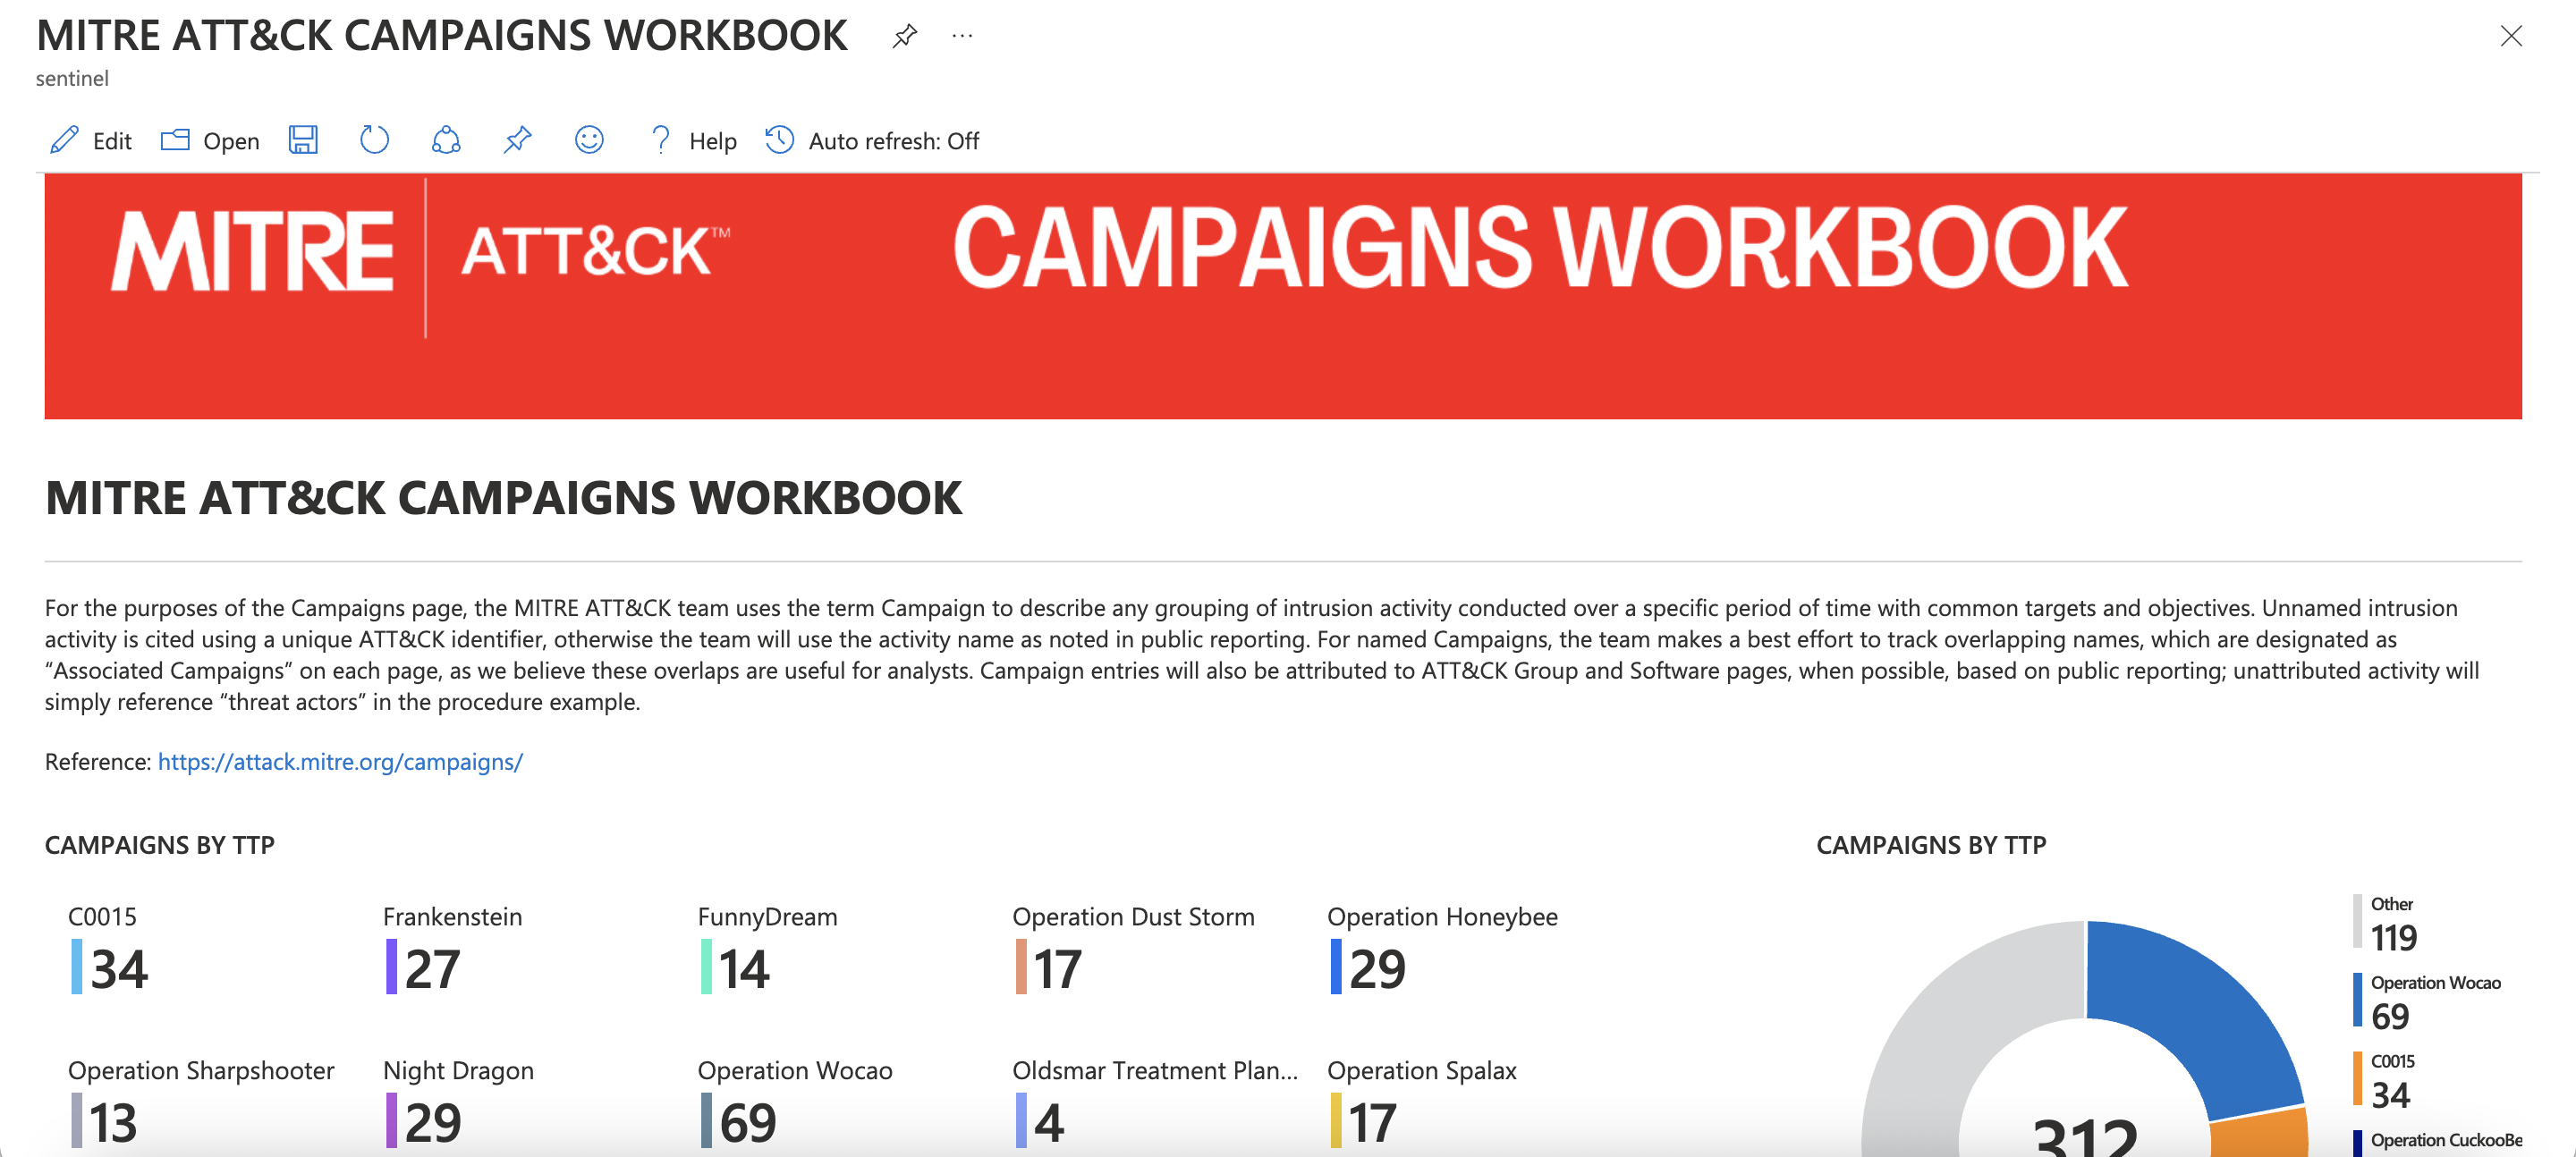 MITRE ATT&CK CAMPAIGNS WORKBOOK
sentinel
Edit Open Help Auto refresh: Off
MITRE ATT&CK™ CAMPAIGNS WORKBOOK
MITRE ATT&CK CAMPAIGNS WORKBOOK
For the purposes of the Campaigns page, the MITRE ATT&CK team uses the term Campaign to describe any grouping of intrusion activity conducted over a specific period of time with common targets and objectives. Unnamed intrusion
activity is cited using a unique ATT&CK identifier, otherwise the team will use the activity name as noted in public reporting. For named Campaigns, the team makes a best effort to track overlapping names, which are designated as
“Associated Campaigns” on each page, as we believe these overlaps are useful for analysts. Campaign entries will also be attributed to ATT&CK Group and Software pages, when possible, based on public reporting; unattributed activity will
simply reference “threat actors” in the procedure example.
Reference: https://attack.mitre.org/campaigns/
CAMPAIGNS BY TTP
C0015 Frankenstein FunnyDream Operation Dust Storm Operation Honeybee
34 27 14 17 29
Operation Sharpshooter Night Dragon Operation Wocao Oldsmar Treatment Plan... Operation Spalax
13 29 69 4 17
CAMPAIGNS BY TTP
312
Other
119
Operation Wocao
69
C0015
34
Operation CuckooBe